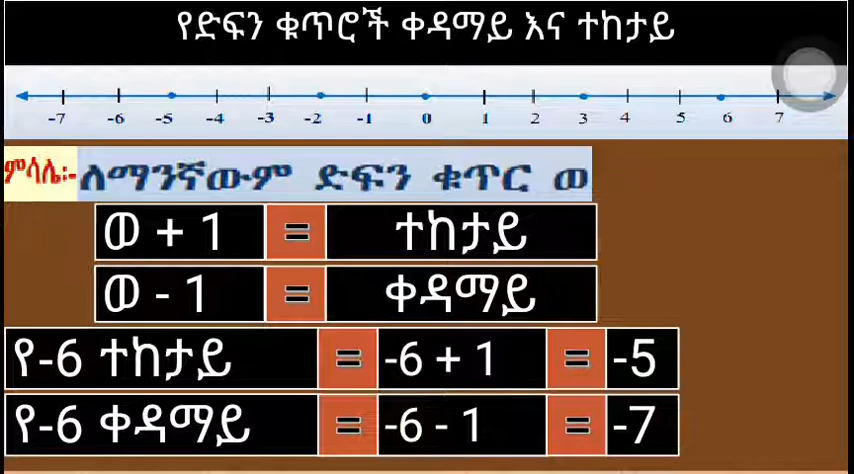 የድፍን ቁጥሮች ቀዳማይ እና ተከታይ
-7 -6 -5 -4 -3 -2 -1 0 1 2 3 4 5 6 7
ምሳሌ፡- ለማንኛውም ድፍን ቁጥር ወ
ወ + 1 = ተከታይ
ወ - 1 = ቀዳማይ
የ-6 ተከታይ = -6 + 1 = -5
የ-6 ቀዳማይ = -6 - 1 = -7